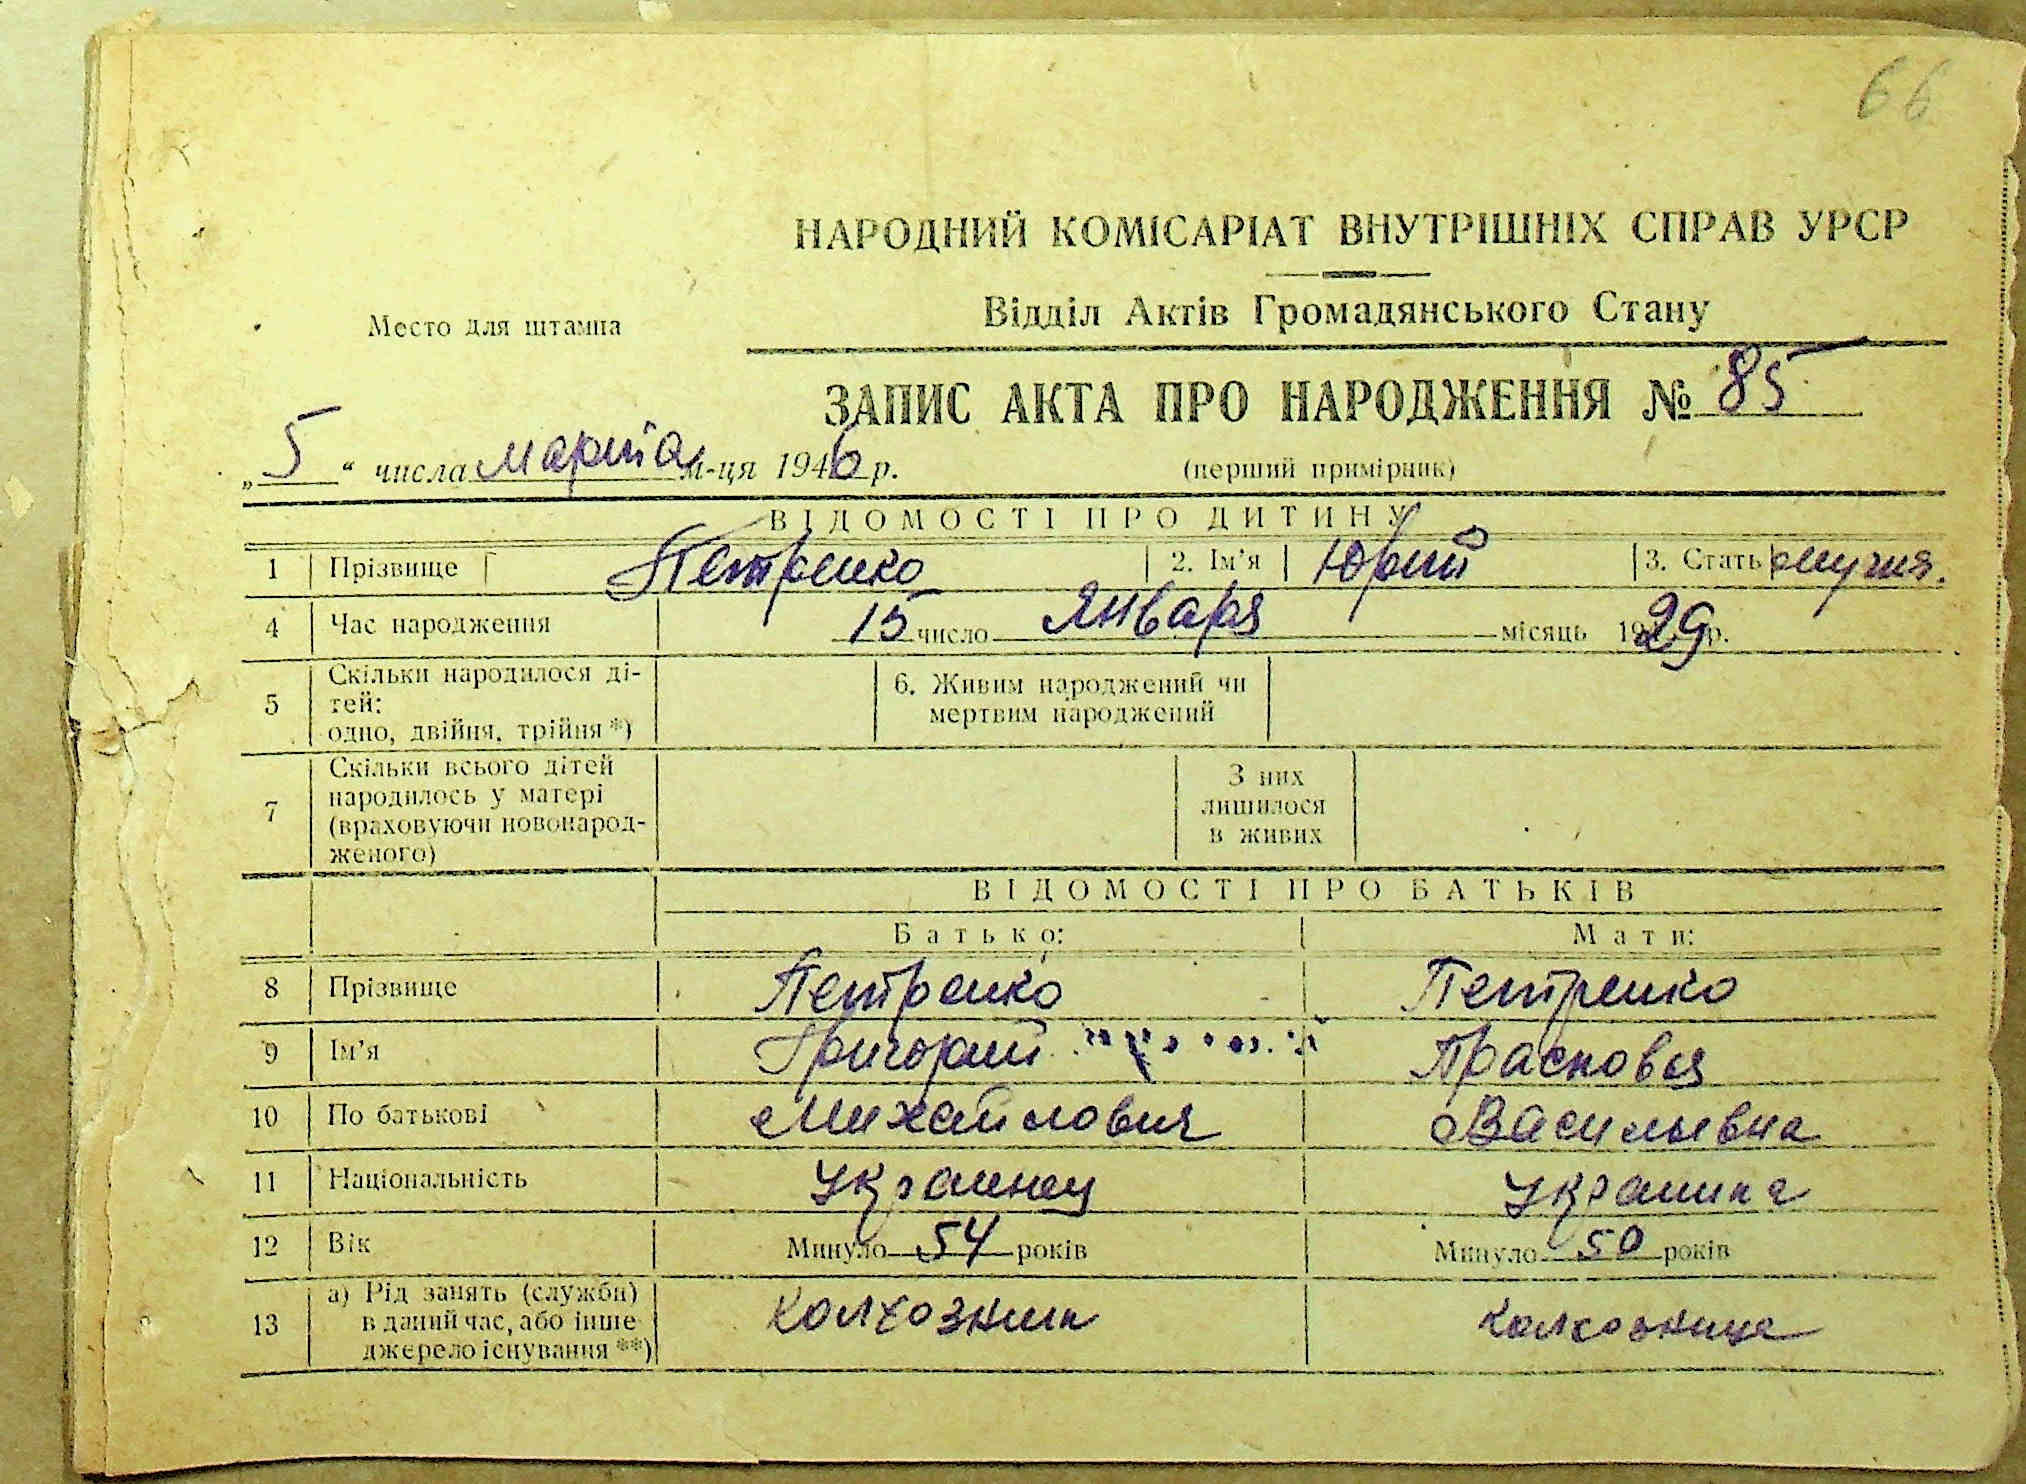 66
НАРОДНИЙ КОМІСАРІАТ ВНУТРІШНІХ СПРАВ УРСР
Место для штампа
Відділ Актів Громадянського Стану
ЗАПИС АКТА ПРО НАРОДЖЕННЯ № 85
„5“ числа марта м-ця 1946 р.
(перший примірник)
ВІДОМОСТІ ПРО ДИТИНУ
1 Прізвище Петренко 2. Ім’я Юрий 3. Стать мужч.
4 Час народження 15 число Января місяць 1929 р.
5 Скільки народилося ді-
тей:
одно, двійня, трійня *)
6. Живим народжений чи
мертвим народжений
7 Скільки всього дітей
народилось у матері
(враховуючи новонарод-
женого)
З них
лишилося
в живих
ВІДОМОСТІ ПРО БАТЬКІВ
Батько: Мати:
8 Прізвище Петренко Петренко
9 Ім’я Григорий Прасковья
10 По батькові Михайлович Васильевна
11 Національність Украинец Украинка
12 Вік Минуло 54 років Минуло 50 років
13 а) Рід занять (служби)
в даний час, або інше
джерело існування **)
Колхозник Колхозница